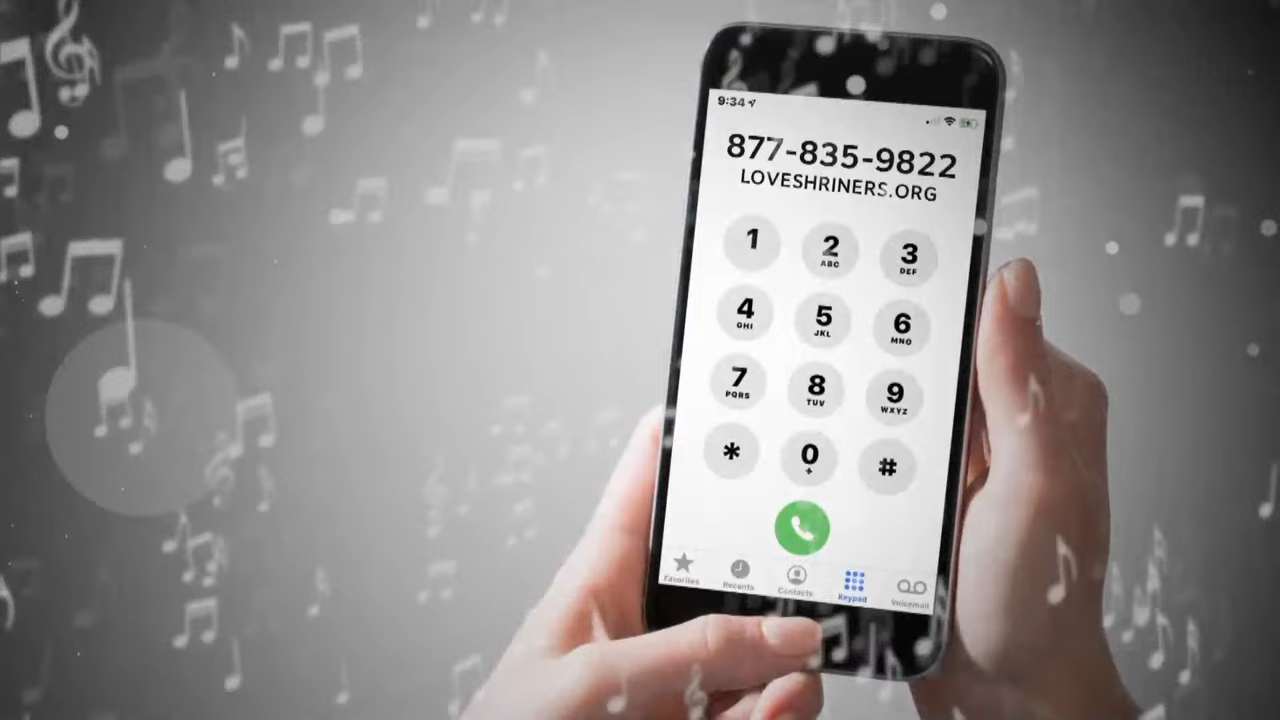 9:34
877-835-9822
LOVESHRINERS.ORG
1 2 3
ABC DEF
4 5 6
GHI JKL MNO
7 8 9
PQRS TUV WXYZ
* 0 #
+
Favorites Recents Contacts Keypad Voicemail